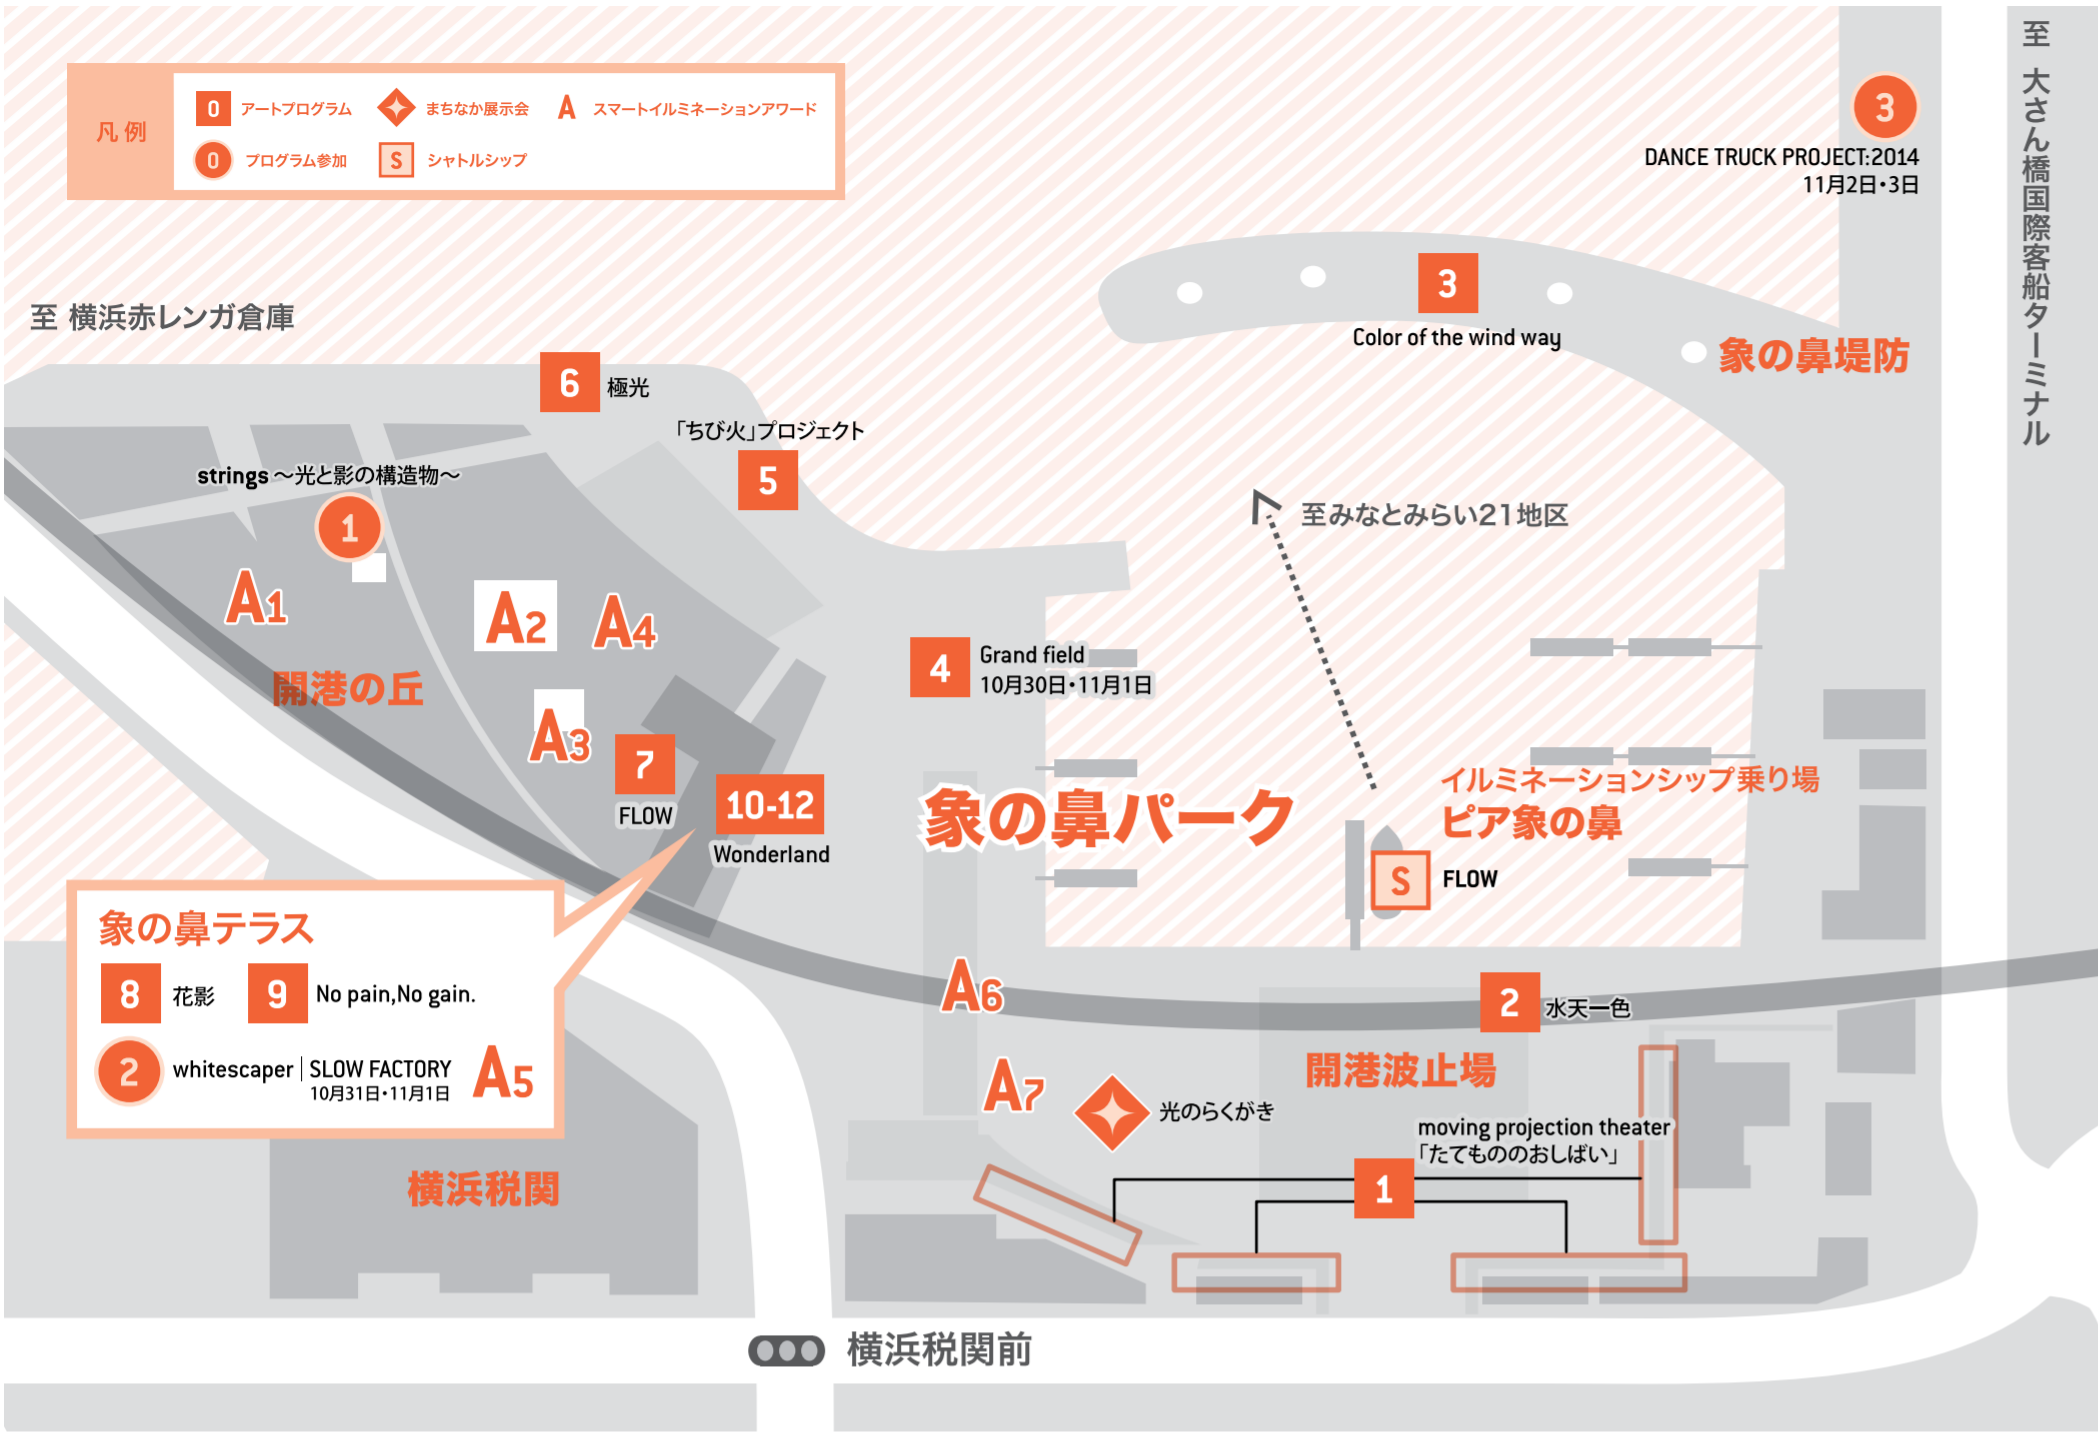 凡例
0 アートプログラム
まちなか展示会
A スマートイルミネーションアワード
0 プログラム参加
S シャトルシップ
至 大さん橋国際客船ターミナル
3
DANCE TRUCK PROJECT:2014
11月2日・3日
至 横浜赤レンガ倉庫
3
Color of the wind way
象の鼻堤防
6 極光
「ちび火」プロジェクト
5
strings ～光と影の構造物～
1
至みなとみらい21地区
A1
A2
A4
開港の丘
A3
4
Grand field
10月30日・11月1日
7
FLOW
10-12
Wonderland
象の鼻パーク
イルミネーションシップ乗り場
ピア象の鼻
S FLOW
象の鼻テラス
8 花影
9 No pain,No gain.
2 whitescaper | SLOW FACTORY
10月31日・11月1日
A5
A6
2 水天一色
開港波止場
A7
光のらくがき
moving projection theater
「たてもののおしばい」
1
横浜税関
横浜税関前